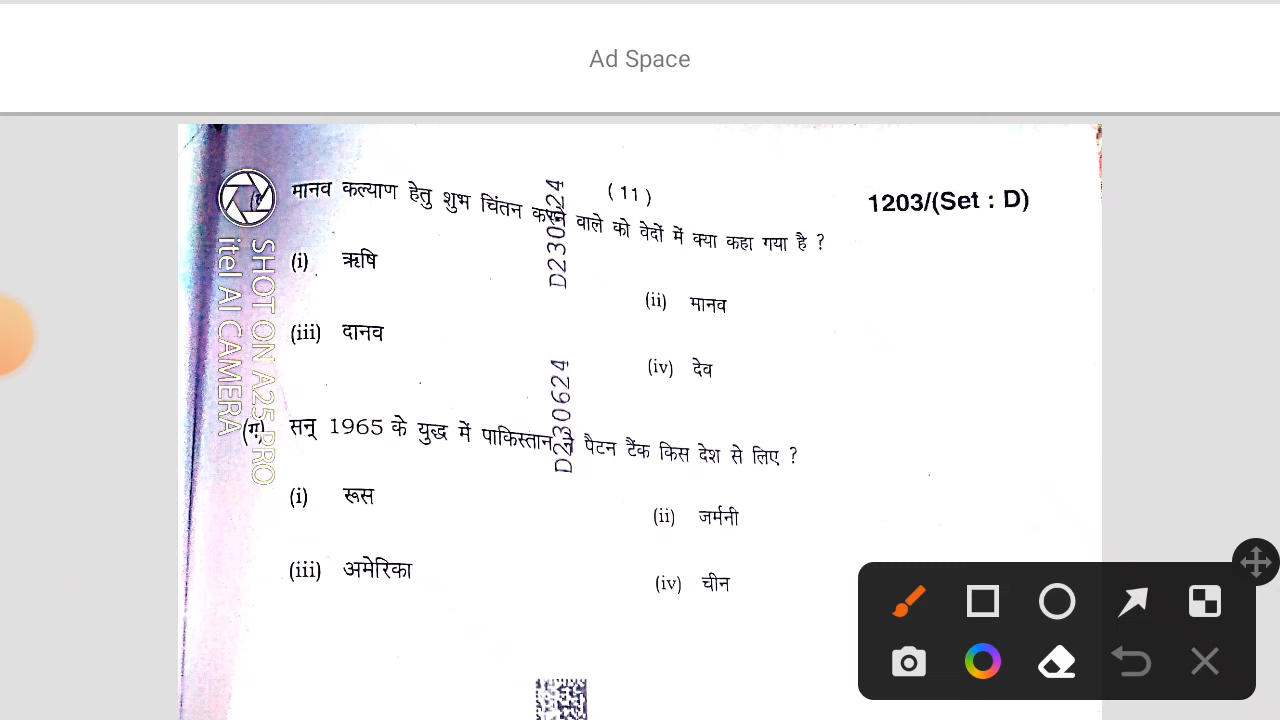 Ad Space
( 11 )
1203/(Set : D)
मानव कल्याण हेतु शुभ चिंतन करने वाले को वेदों में क्या कहा गया है ?
(i) ऋषि
(ii) मानव
(iii) दानव
(iv) देव
(ग) सन् 1965 के युद्ध में पाकिस्तान ने पैटन टैंक किस देश से लिए ?
(i) रूस
(ii) जर्मनी
(iii) अमेरिका
(iv) चीन
D230624
D230624
SHOT ON A25 PRO
itel AI CAMERA